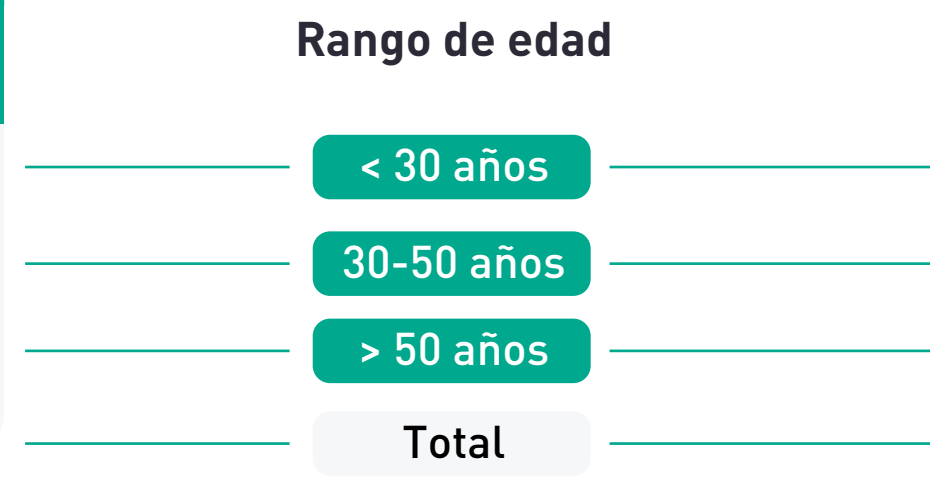 Rango de edad
< 30 años
30-50 años
> 50 años
Total